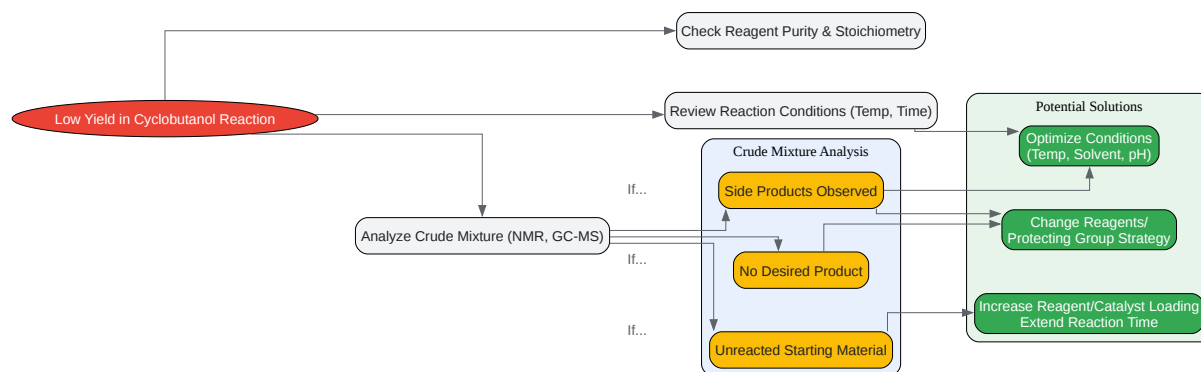 Check Reagent Purity & Stoichiometry
Low Yield in Cyclobutanol Reaction
Review Reaction Conditions (Temp, Time)
Potential Solutions
Optimize Conditions
(Temp, Solvent, pH)
Crude Mixture Analysis
If...
Side Products Observed
Change Reagents/
Protecting Group Strategy
Analyze Crude Mixture (NMR, GC-MS)
If...
No Desired Product
Increase Reagent/Catalyst Loading
Extend Reaction Time
If...
Unreacted Starting Material